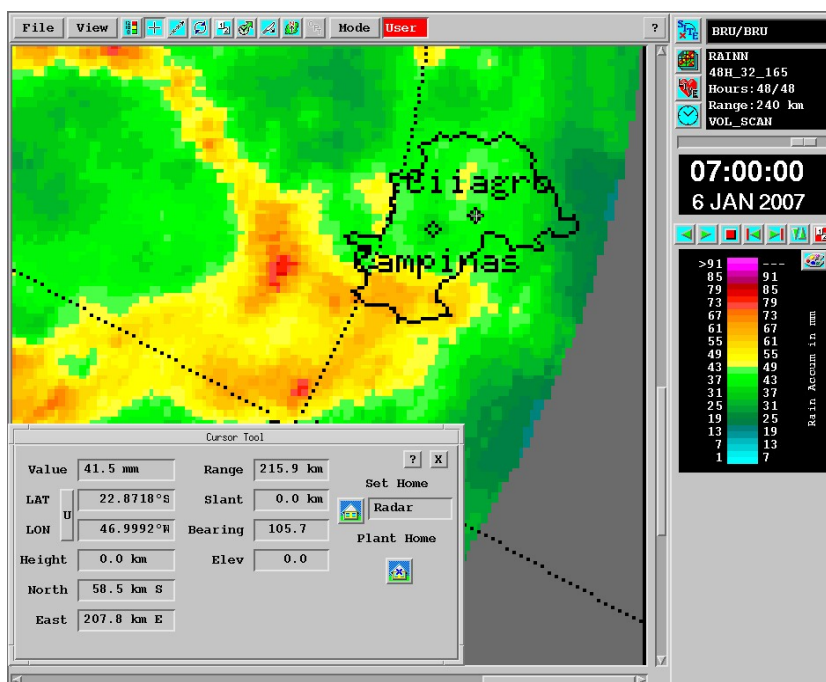 File View Mode User ?
BRU/BRU
RAINN
48H_32_165
Hours:48/48
Range:240 km
VOL_SCAN
07:00:00
6 JAN 2007
>91 ---
85 91
79 85
73 79
67 73
61 67
55 61
49 55
43 49
37 43
31 37
25 31
19 25
13 19
7 13
1 7
Rain Accum in mm
Ciiagro
Campinas
Cursor Tool
Value 41.5 mm Range 215.9 km ? X
LAT 22.8718°S Slant 0.0 km Set Home
U
LON 46.9992°W Bearing 105.7 Radar
Height 0.0 km Elev 0.0 Plant Home
North 58.5 km S
East 207.8 km E